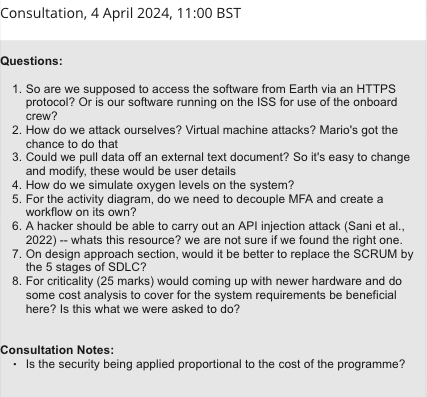 Consultation, 4 April 2024, 11:00 BST
Questions:
1. So are we supposed to access the software from Earth via an HTTPS
protocol? Or is our software running on the ISS for use of the onboard
crew?
2. How do we attack ourselves? Virtual machine attacks? Mario's got the
chance to do that
3. Could we pull data off an external text document? So it's easy to change
and modify, these would be user details
4. How do we simulate oxygen levels on the system?
5. For the activity diagram, do we need to decouple MFA and create a
workflow on its own?
6. A hacker should be able to carry out an API injection attack (Sani et al.,
2022) -- whats this resource? we are not sure if we found the right one.
7. On design approach section, would it be better to replace the SCRUM by
the 5 stages of SDLC?
8. For criticality (25 marks) would coming up with newer hardware and do
some cost analysis to cover for the system requirements be beneficial
here? Is this what we were asked to do?
Consultation Notes:
• Is the security being applied proportional to the cost of the programme?